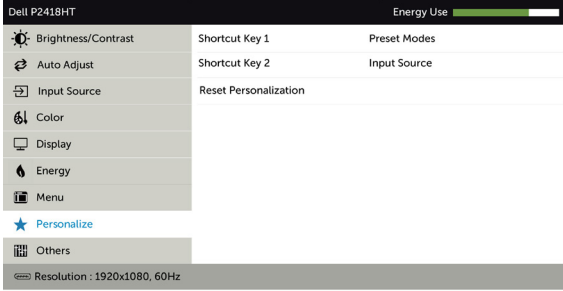 Dell P2418HT Energy Use
Brightness/Contrast Shortcut Key 1 Preset Modes
Auto Adjust Shortcut Key 2 Input Source
Input Source Reset Personalization
Color
Display
Energy
Menu
Personalize
Others
Resolution : 1920x1080, 60Hz